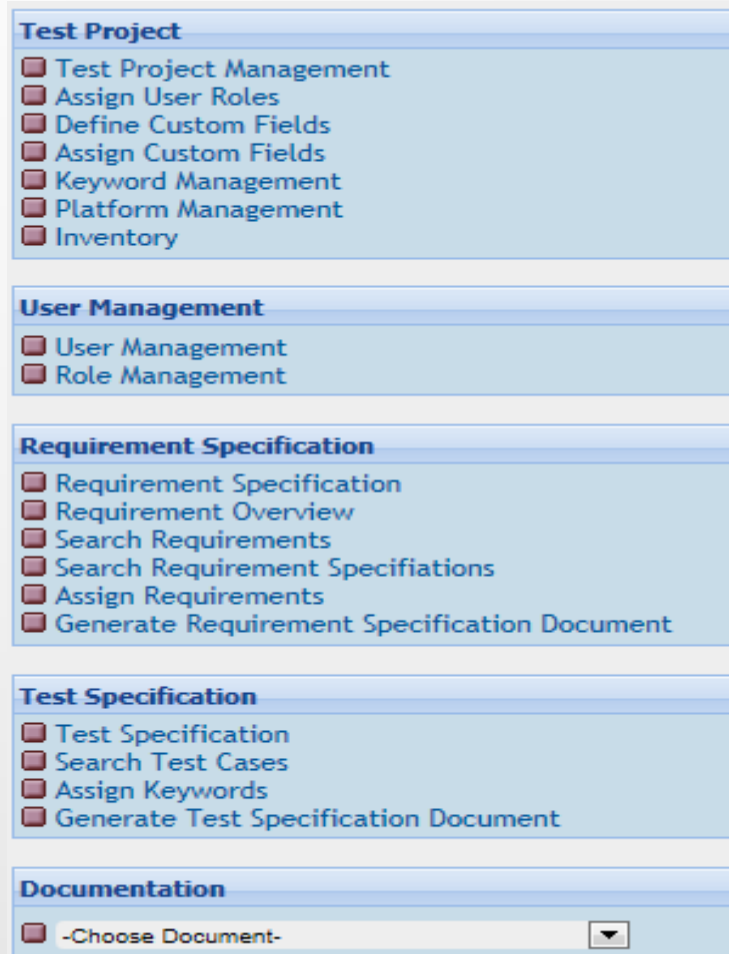 Test Project
Test Project Management
Assign User Roles
Define Custom Fields
Assign Custom Fields
Keyword Management
Platform Management
Inventory
User Management
User Management
Role Management
Requirement Specification
Requirement Specification
Requirement Overview
Search Requirements
Search Requirement Specifiations
Assign Requirements
Generate Requirement Specification Document
Test Specification
Test Specification
Search Test Cases
Assign Keywords
Generate Test Specification Document
Documentation
-Choose Document-